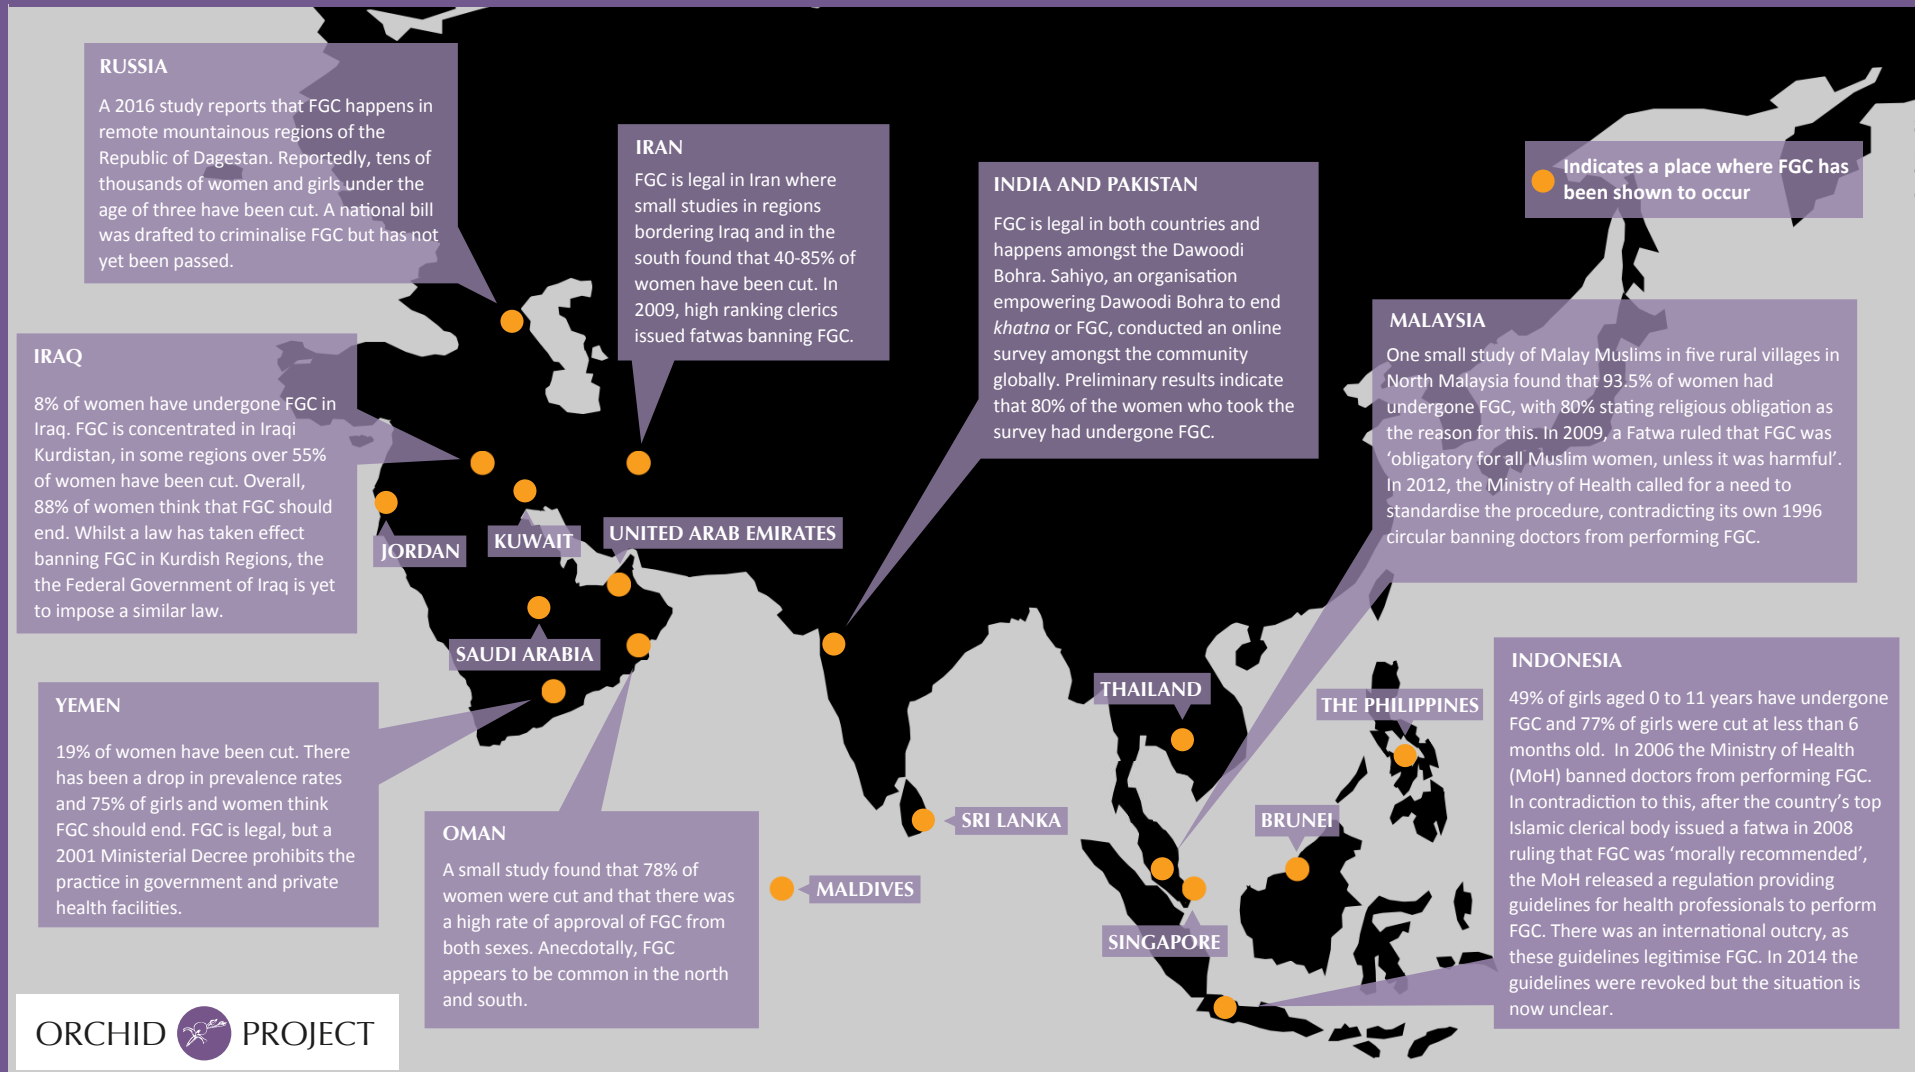 RUSSIA
A 2016 study reports that FGC happens in
remote mountainous regions of the
Republic of Dagestan. Reportedly, tens of
thousands of women and girls under the
age of three have been cut. A national bill
was drafted to criminalise FGC but has not
yet been passed.
IRAN
FGC is legal in Iran where
small studies in regions
bordering Iraq and in the
south found that 40-85% of
women have been cut. In
2009, high ranking clerics
issued fatwas banning FGC.
INDIA AND PAKISTAN
FGC is legal in both countries and
happens amongst the Dawoodi
Bohra. Sahiyo, an organisation
empowering Dawoodi Bohra to end
khatna or FGC, conducted an online
survey amongst the community
globally. Preliminary results indicate
that 80% of the women who took the
survey had undergone FGC.
Indicates a place where FGC has
been shown to occur
IRAQ
8% of women have undergone FGC in
Iraq. FGC is concentrated in Iraqi
Kurdistan, in some regions over 55%
of women have been cut. Overall,
88% of women think that FGC should
end. Whilst a law has taken effect
banning FGC in Kurdish Regions, the
the Federal Government of Iraq is yet
to impose a similar law.
MALAYSIA
One small study of Malay Muslims in five rural villages in
North Malaysia found that 93.5% of women had
undergone FGC, with 80% stating religious obligation as
the reason for this. In 2009, a Fatwa ruled that FGC was
‘obligatory for all Muslim women, unless it was harmful’.
In 2012, the Ministry of Health called for a need to
standardise the procedure, contradicting its own 1996
circular banning doctors from performing FGC.
JORDAN
KUWAIT
UNITED ARAB EMIRATES
SAUDI ARABIA
YEMEN
19% of women have been cut. There
has been a drop in prevalence rates
and 75% of girls and women think
FGC should end. FGC is legal, but a
2001 Ministerial Decree prohibits the
practice in government and private
health facilities.
OMAN
A small study found that 78% of
women were cut and that there was
a high rate of approval of FGC from
both sexes. Anecdotally, FGC
appears to be common in the north
and south.
MALDIVES
SRI LANKA
THAILAND
THE PHILIPPINES
BRUNEI
SINGAPORE
INDONESIA
49% of girls aged 0 to 11 years have undergone
FGC and 77% of girls were cut at less than 6
months old. In 2006 the Ministry of Health
(MoH) banned doctors from performing FGC.
In contradiction to this, after the country’s top
Islamic clerical body issued a fatwa in 2008
ruling that FGC was ‘morally recommended’,
the MoH released a regulation providing
guidelines for health professionals to perform
FGC. There was an international outcry, as
these guidelines legitimise FGC. In 2014 the
guidelines were revoked but the situation is
now unclear.
ORCHID PROJECT